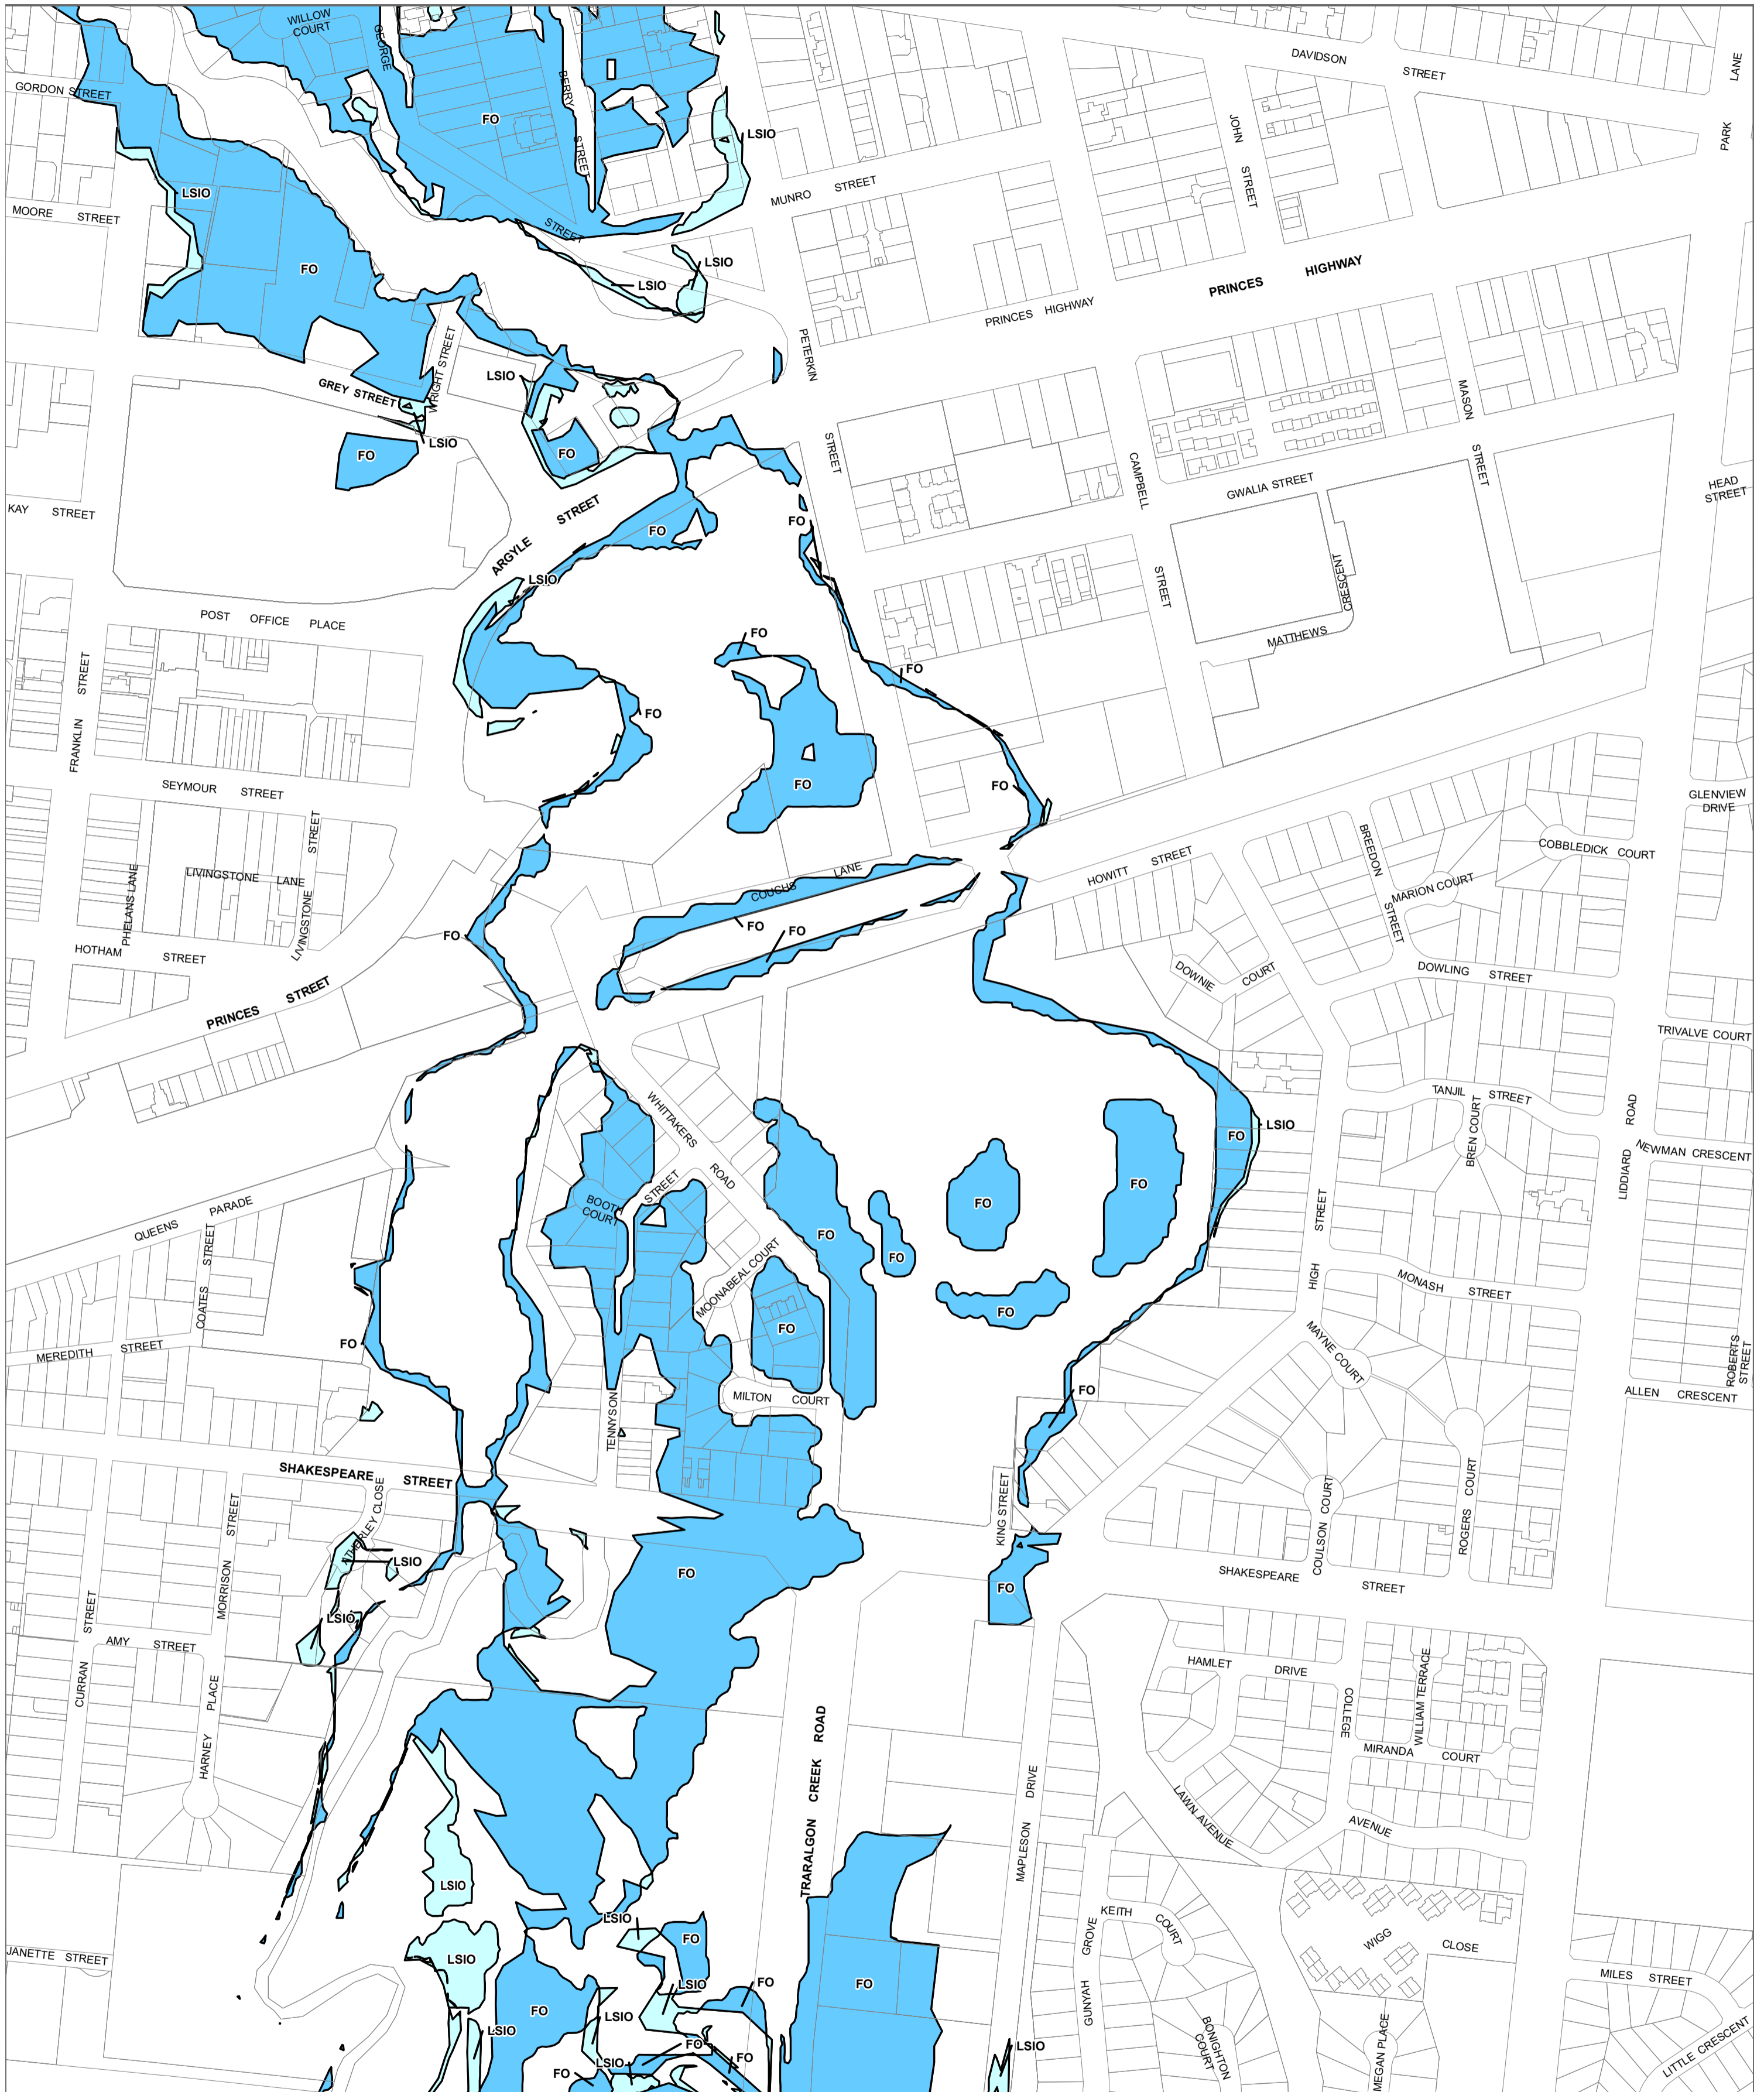 WILLOW
COURT
GEORGE
DAVIDSON STREET
LANE
PARK
GORDON STREET
FO
BERRY
STREET
LSIO
JOHN
STREET
MUNRO STREET
LSIO
MOORE STREET
STREET
FO
LSIO
LSIO
PRINCES HIGHWAY
PRINCES HIGHWAY
PETERKIN
STREET
WRIGHT STREET
GREY STREET
LSIO
LSIO
FO
FO
MASON
STREET
CAMPBELL
STREET
GWALIA STREET
HEAD
STREET
KAY STREET
ARGYLE STREET
FO
FO
LSIO
MATTHEWS
CRESCENT
POST OFFICE PLACE
FO
FO
FRANKLIN
STREET
FO
FO
FO
SEYMOUR STREET
GLENVIEW
DRIVE
LIVINGSTONE
STREET
PHELANS LANE
LIVINGSTONE LANE
COUCHS LANE
HOWITT STREET
BREEDON
STREET
COBBLEDICK COURT
MARION COURT
FO
FO
FO
HOTHAM STREET
PRINCES STREET
DOWNIE COURT
DOWLING STREET
TRIVALVE COURT
WHITTAKERS
ROAD
TANJIL STREET
BREN COURT
ROAD
LIDDIARD
LSIO
FO
NEWMAN CRESCENT
FO
FO
BOOTH
COURT
STREET
FO
FO
QUEENS PARADE
COATES
STREET
MOONABEAL COURT
HIGH
STREET
MONASH STREET
FO
FO
FO
MAYNE COURT
MEREDITH STREET
ROBERTS
STREET
ALLEN CRESCENT
FO
MILTON COURT
TENNYSON
SHAKESPEARE STREET
ATHERLEY CLOSE
KING STREET
COULSON COURT
ROGERS COURT
LSIO
FO
FO
SHAKESPEARE STREET
MORRISON
STREET
LSIO
CURRAN
STREET
AMY STREET
HARNEY
PLACE
HAMLET DRIVE
COLLEGE
AVENUE
WILLIAM TERRACE
MIRANDA COURT
LAWN AVENUE
TRARALGON CREEK ROAD
MAPLESON DRIVE
LSIO
LSIO
FO
KEITH COURT
GUNYAH GROVE
WIGG CLOSE
JANETTE STREET
LSIO
LSIO
FO
FO
MILES STREET
FO
LSIO
LSIO
FO
FO
LSIO
FO
LSIO
BONIGHTON
COURT
MEGAN PLACE
LITTLE CRESCENT